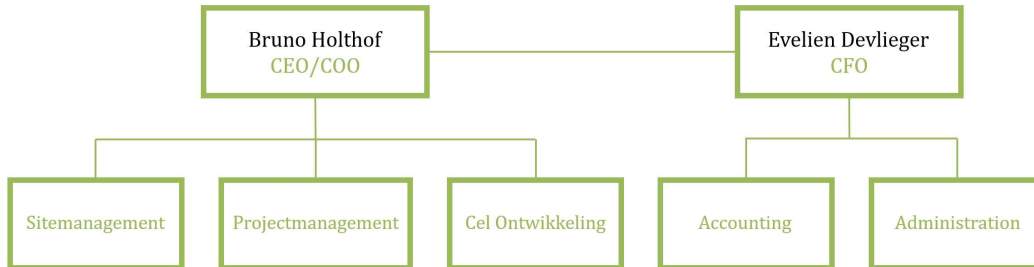 Bruno Holthof
CEO/COO
Evelien Devlieger
CFO
Sitemanagement
Projectmanagement
Cel Ontwikkeling
Accounting
Administration